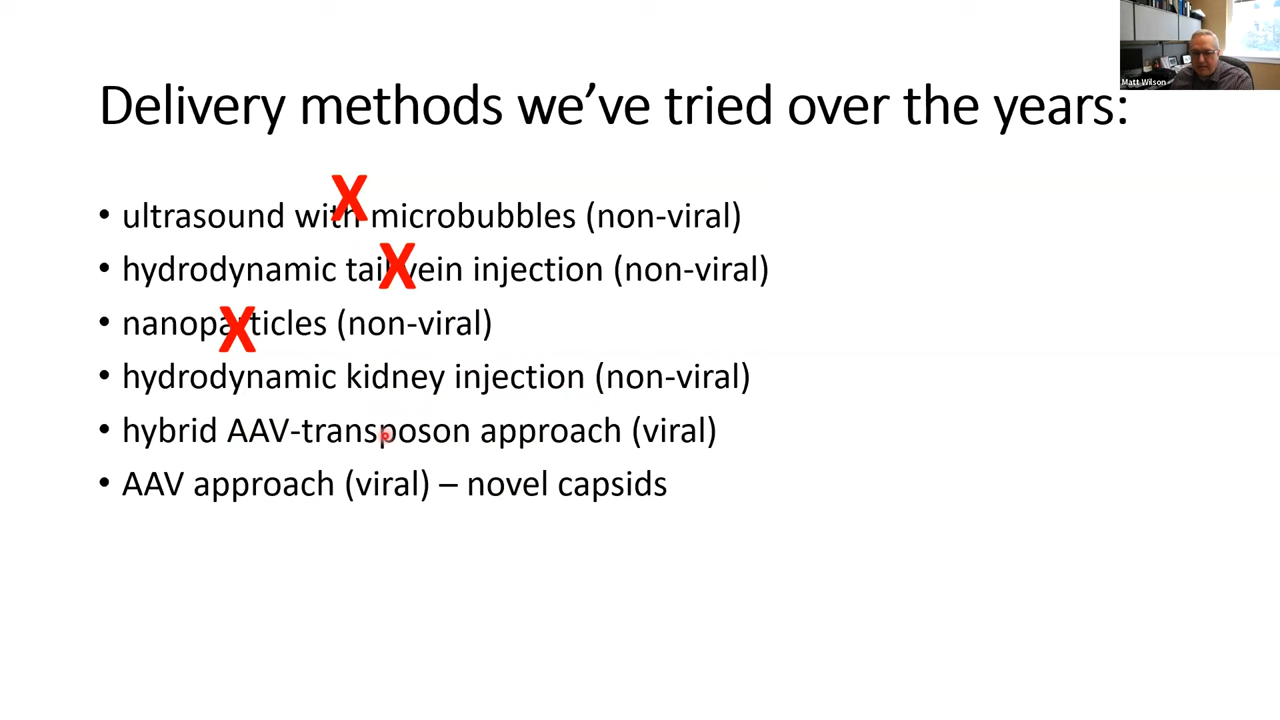 Matt Wilson
Delivery methods we've tried over the years:
• ultrasound with microbubbles (non-viral)
X
• hydrodynamic tail vein injection (non-viral)
X
• nanoparticles (non-viral)
X
• hydrodynamic kidney injection (non-viral)
• hybrid AAV-transposon approach (viral)
• AAV approach (viral) – novel capsids